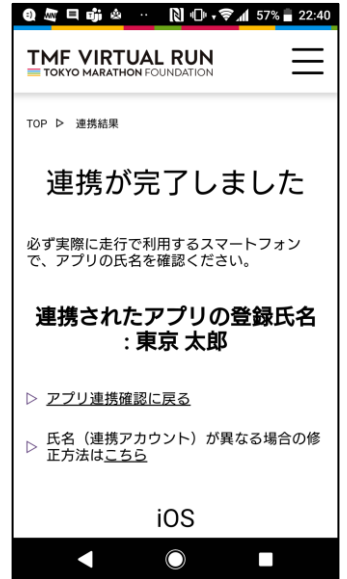 57% 22:40
TMF VIRTUAL RUN
TOKYO MARATHON FOUNDATION
TOP ▷ 連携結果
連携が完了しました
必ず実際に走行で利用するスマートフォン
で、アプリの氏名を確認ください。
連携されたアプリの登録氏名
: 東京 太郎
▷ アプリ連携確認に戻る
▷ 氏名（連携アカウント）が異なる場合の修
正方法はこちら
iOS